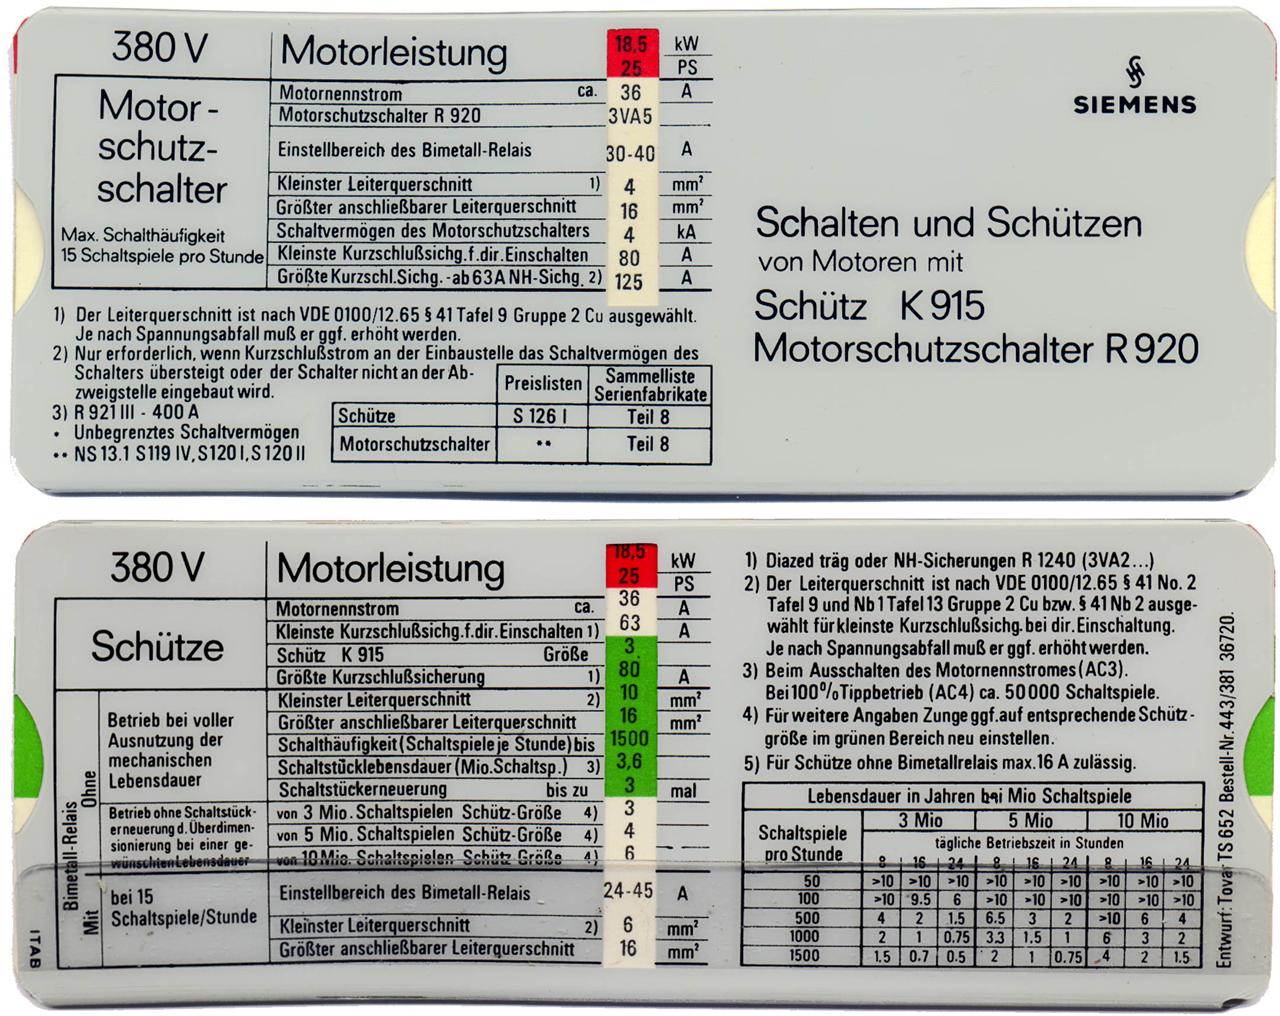 380 V Motorleistung 18,5 kW
25 PS
Motor-
schutz-
schalter
Max. Schalthäufigkeit
15 Schaltspiele pro Stunde
Motornennstrom ca. 36 A
Motorschutzschalter R 920 3VA5
Einstellbereich des Bimetall-Relais 30-40 A
Kleinster Leiterquerschnitt 1) 4 mm²
Größter anschließbarer Leiterquerschnitt 16 mm²
Schaltvermögen des Motorschutzschalters 4 kA
Kleinste Kurzschlußsichg.f.dir.Einschalten 80 A
Größte Kurzschl.Sichg.-ab 63A NH-Sichg. 2) 125 A
1) Der Leiterquerschnitt ist nach VDE 0100/12.65 § 41 Tafel 9 Gruppe 2 Cu ausgewählt.
Je nach Spannungsabfall muß er ggf. erhöht werden.
2) Nur erforderlich, wenn Kurzschlußstrom an der Einbaustelle das Schaltvermögen des
Schalters übersteigt oder der Schalter nicht an der Ab-
zweigstelle eingebaut wird.
3) R 921 III - 400 A
• Unbegrenztes Schaltvermögen
•• NS 13.1 S119 IV, S120 I, S 120 II
Preislisten Sammelliste
Serienfabrikate
Schütze S 126 I Teil 8
Motorschutzschalter •• Teil 8
SIEMENS
Schalten und Schützen
von Motoren mit
Schütz K 915
Motorschutzschalter R 920
380 V Motorleistung 18,5 kW
25 PS
Schütze
Motornennstrom ca. 36 A
Kleinste Kurzschlußsichg.f.dir.Einschalten 1) 63 A
Schütz K 915 Größe 3
Größte Kurzschlußsicherung 1) 80 A
Bimetall-Relais
Ohne
Mit
Betrieb bei voller
Ausnutzung der
mechanischen
Lebensdauer
Kleinster Leiterquerschnitt 2) 10 mm²
Größter anschließbarer Leiterquerschnitt 16 mm²
Schalthäufigkeit (Schaltspiele je Stunde) bis 1500
Schaltstücklebensdauer (Mio.Schaltsp.) 3) 3,6
Schaltstückerneuerung bis zu 3 mal
Betrieb ohne Schaltstück-
erneuerung d. Überdimen-
sionierung bei einer ge-
wünschten Lebensdauer
von 3 Mio. Schaltspielen Schütz-Größe 4) 3
von 5 Mio. Schaltspielen Schütz-Größe 4) 4
von 10 Mio. Schaltspielen Schütz Größe 4) 6
bei 15
Schaltspiele/Stunde
Einstellbereich des Bimetall-Relais 24-45 A
Kleinster Leiterquerschnitt 2) 6 mm²
Größter anschließbarer Leiterquerschnitt 16 mm²
ITAB
1) Diazed träg oder NH-Sicherungen R 1240 (3VA2...)
2) Der Leiterquerschnitt ist nach VDE 0100/12.65 § 41 No. 2
Tafel 9 und Nb 1 Tafel 13 Gruppe 2 Cu bzw. § 41 Nb 2 ausge-
wählt für kleinste Kurzschlußsichg. bei dir. Einschaltung.
Je nach Spannungsabfall muß er ggf. erhöht werden.
3) Beim Ausschalten des Motornennstromes (AC3).
Bei 100% Tippbetrieb (AC4) ca. 50 000 Schaltspiele.
4) Für weitere Angaben Zunge ggf. auf entsprechende Schütz-
größe im grünen Bereich neu einstellen.
5) Für Schütze ohne Bimetallrelais max. 16 A zulässig.
Lebensdauer in Jahren bei Mio Schaltspiele
Schaltspiele
pro Stunde
3 Mio 5 Mio 10 Mio
tägliche Betriebszeit in Stunden
8 16 24 8 16 24 8 16 24
50 >10 >10 >10 >10 >10 >10 >10 >10 >10
100 >10 9.5 6 >10 >10 >10 >10 >10 >10
500 4 2 1.5 6.5 3 2 >10 6 4
1000 2 1 0.75 3.3 1.5 1 6 3 2
1500 1.5 0.7 0.5 2 1 0.75 4 2 1.5
Entwurf: Tovar TS 652 Bestell-Nr. 443/381 36720.